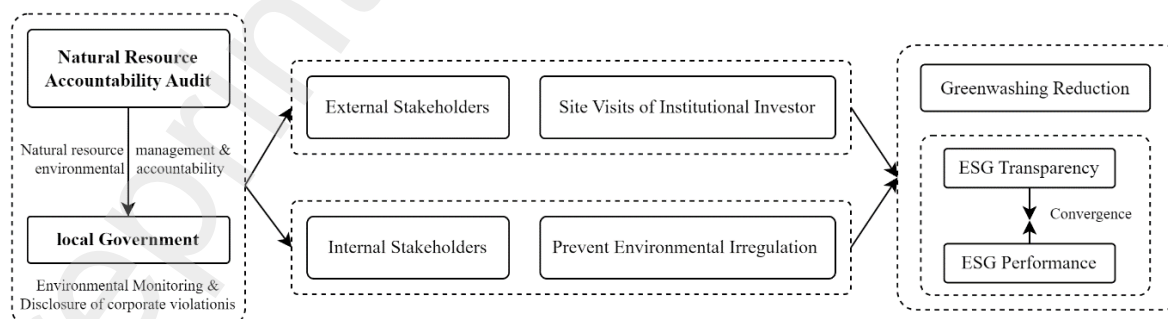 Natural Resource
Accountability Audit
Natural resource management &
environmental accountability
local Government
Environmental Monitoring &
Disclosure of corporate violationis
External Stakeholders
Site Visits of Institutional Investor
Internal Stakeholders
Prevent Environmental Irregulation
Greenwashing Reduction
ESG Transparency
Convergence
ESG Performance
eprint